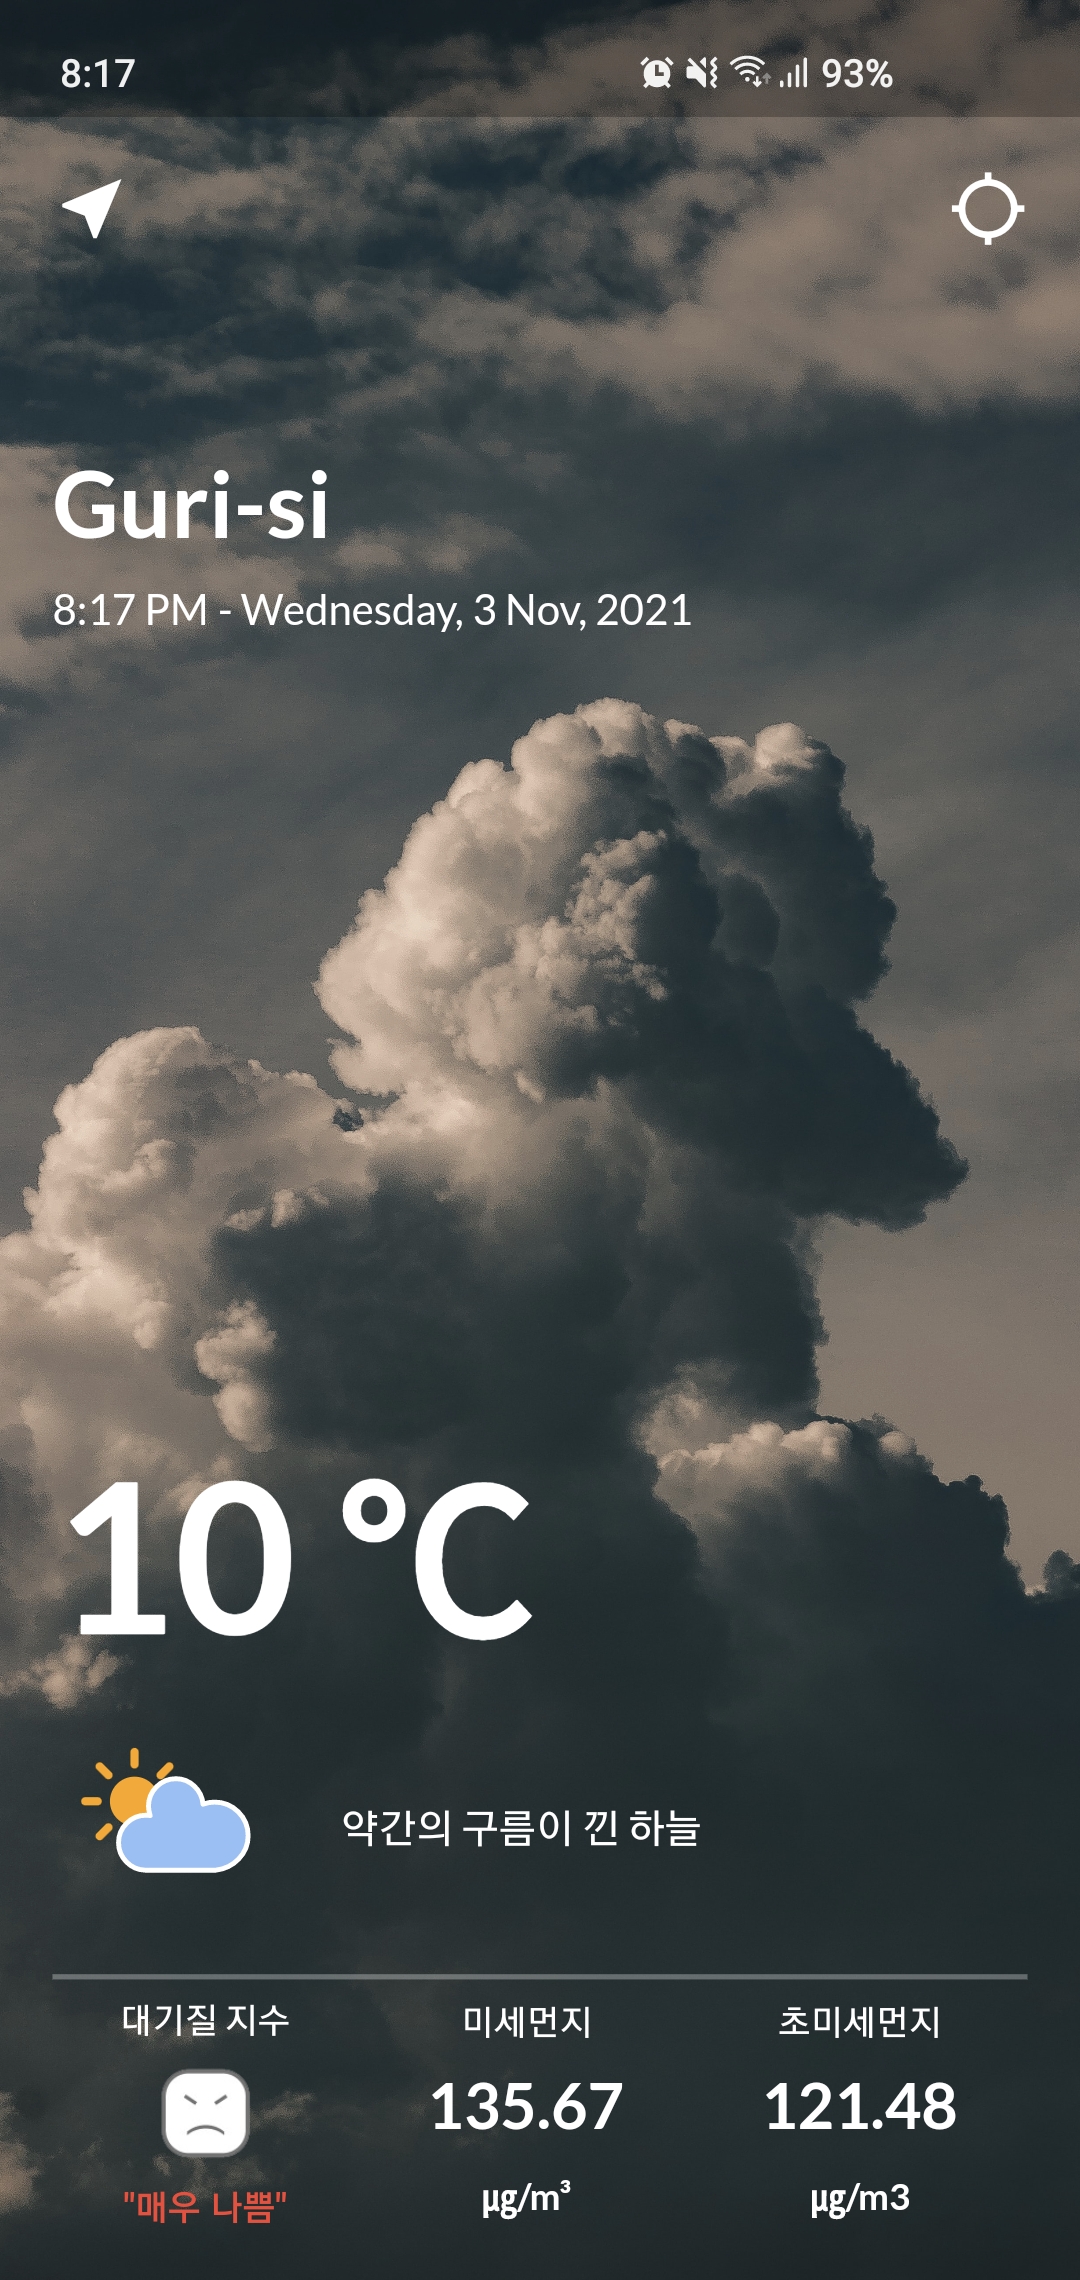 8:17
93%
Guri-si
8:17 PM - Wednesday, 3 Nov, 2021
10 °C
약간의 구름이 낀 하늘
대기질 지수
미세먼지
초미세먼지
135.67
121.48
"매우 나쁨"
µg/m³
µg/m3